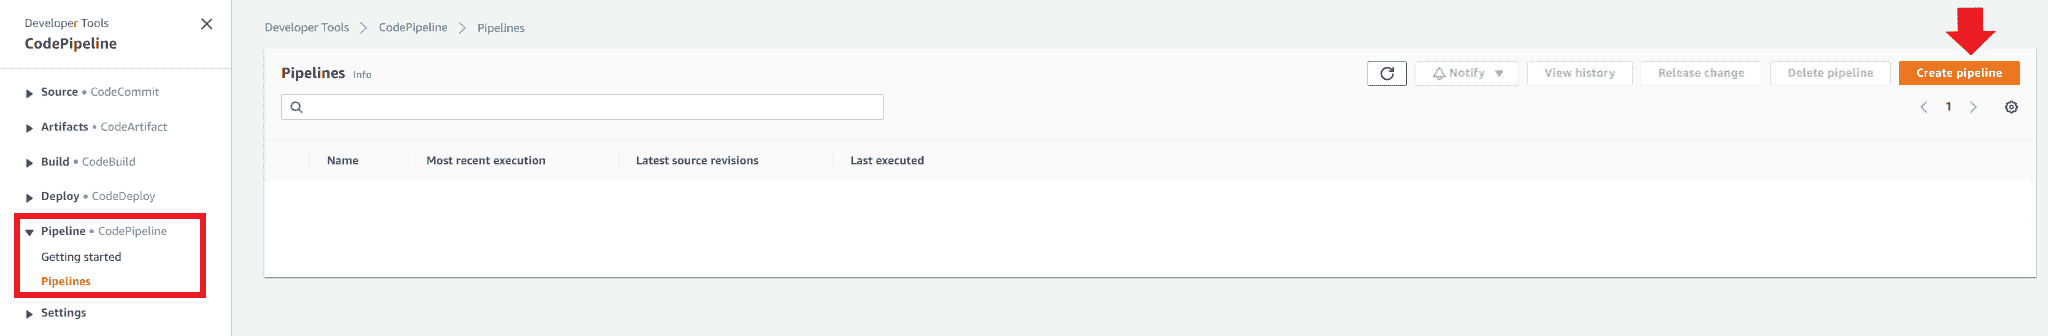 Developer Tools
CodePipeline
Source • CodeCommit
Artifacts • CodeArtifact
Build • CodeBuild
Deploy • CodeDeploy
Pipeline • CodePipeline
Getting started
Pipelines
Settings
Developer Tools > CodePipeline > Pipelines
Pipelines Info
Notify View history Release change Delete pipeline Create pipeline
< 1 >
Name Most recent execution Latest source revisions Last executed